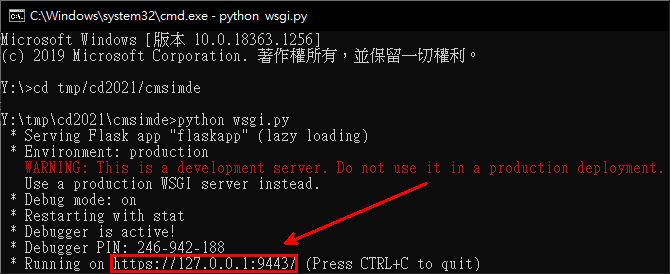 C:\Windows\system32\cmd.exe - python  wsgi.py
Microsoft Windows [版本 10.0.18363.1256]
(c) 2019 Microsoft Corporation. 著作權所有，並保留一切權利。
Y:\>cd tmp/cd2021/cmsimde
Y:\tmp\cd2021\cmsimde>python wsgi.py
* Serving Flask app "flaskapp" (lazy loading)
* Environment: production
WARNING: This is a development server. Do not use it in a production deployment.
Use a production WSGI server instead.
* Debug mode: on
* Restarting with stat
* Debugger is active!
* Debugger PIN: 246-942-188
* Running on https://127.0.0.1:9443/ (Press CTRL+C to quit)